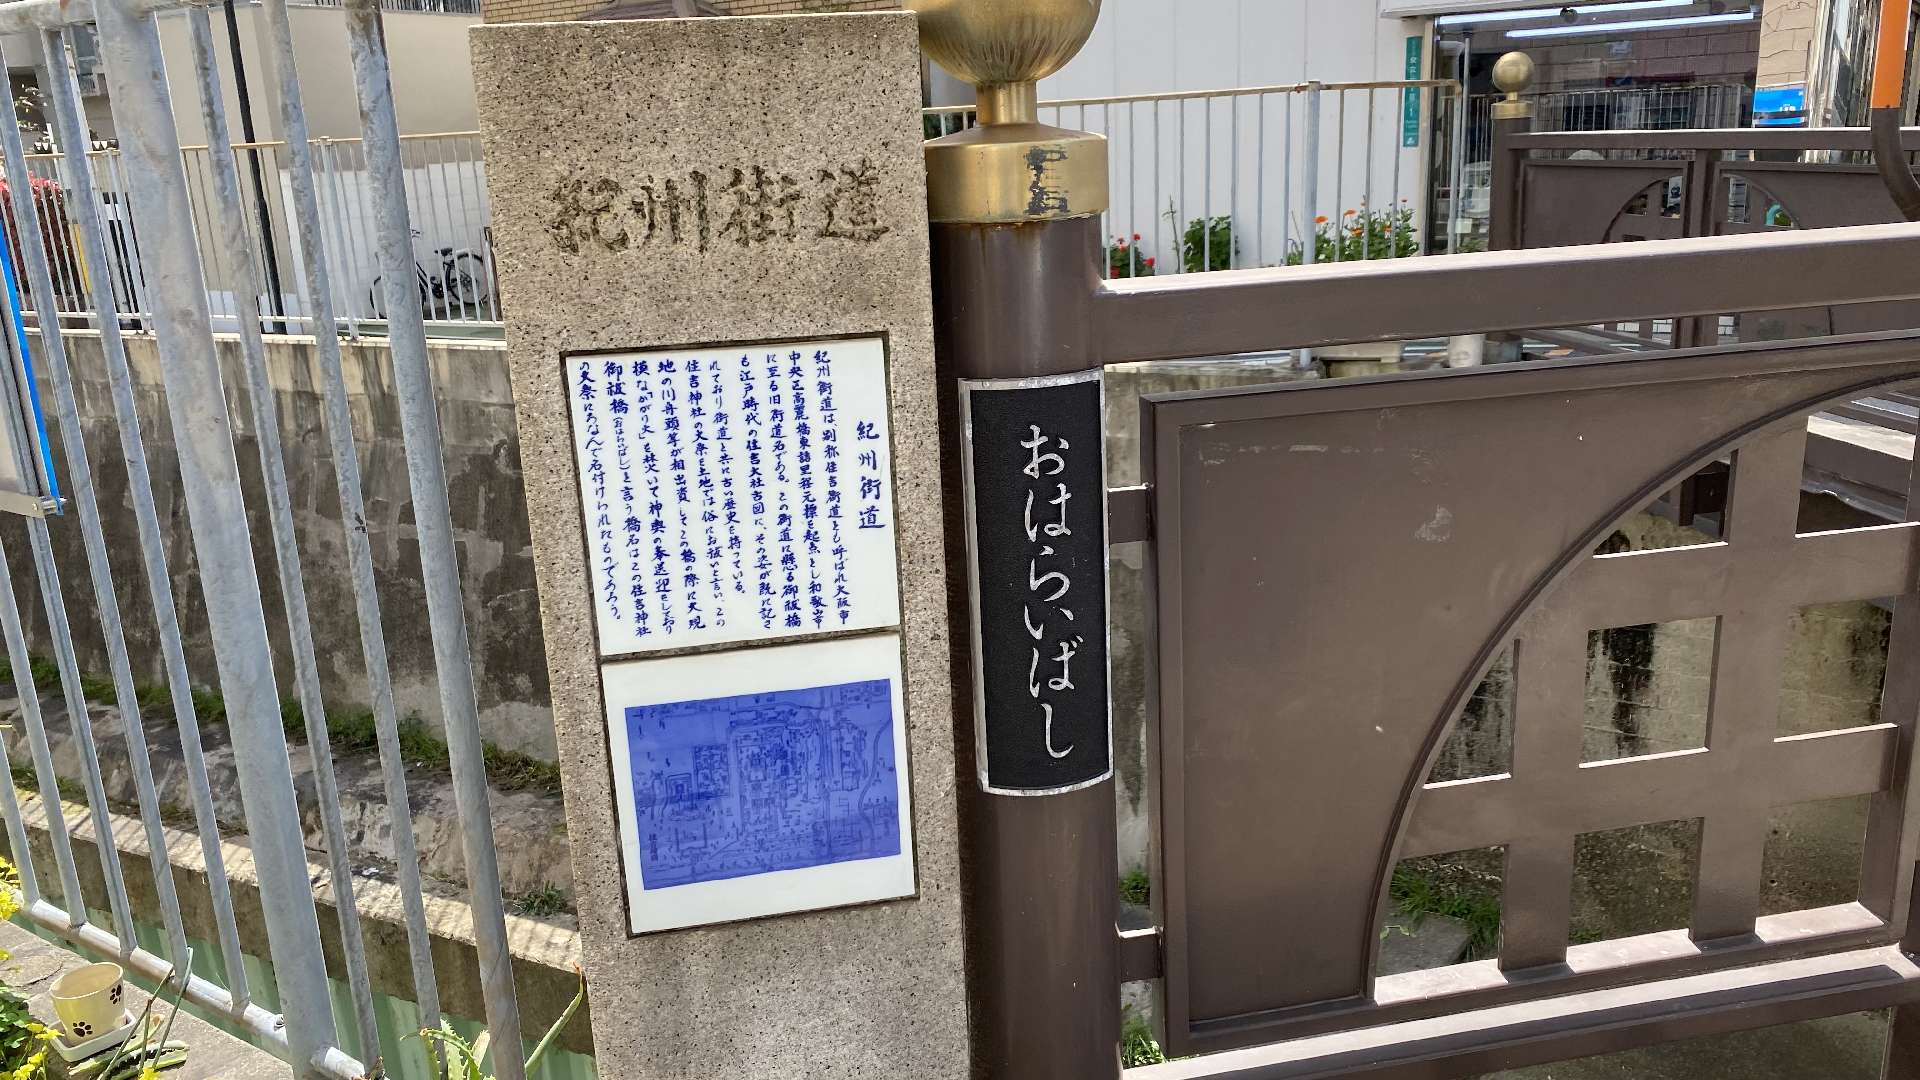 紀州街道
紀州街道
紀州街道は、別称住吉街道とも呼ばれ大阪市
中央区高麗橋東詰里程元標を起点とし和歌山市
に至る旧街道名である。この街道に懸る御祓橋
も江戸時代の住吉大社古図に、その姿が既に記さ
れており街道と共に古い歴史を持っている。
住吉神社の大祭を土地では俗にお祓いと言い、この
地の川舟頭等が相出資してこの橋の際に大規
模な「かがり火」を焚いて神輿の奉送迎をしており
御祓橋(おはらいばし)と言う橋名はこの住吉神社
の大祭にちなんで名付けられたものであろう。
おはらいばし